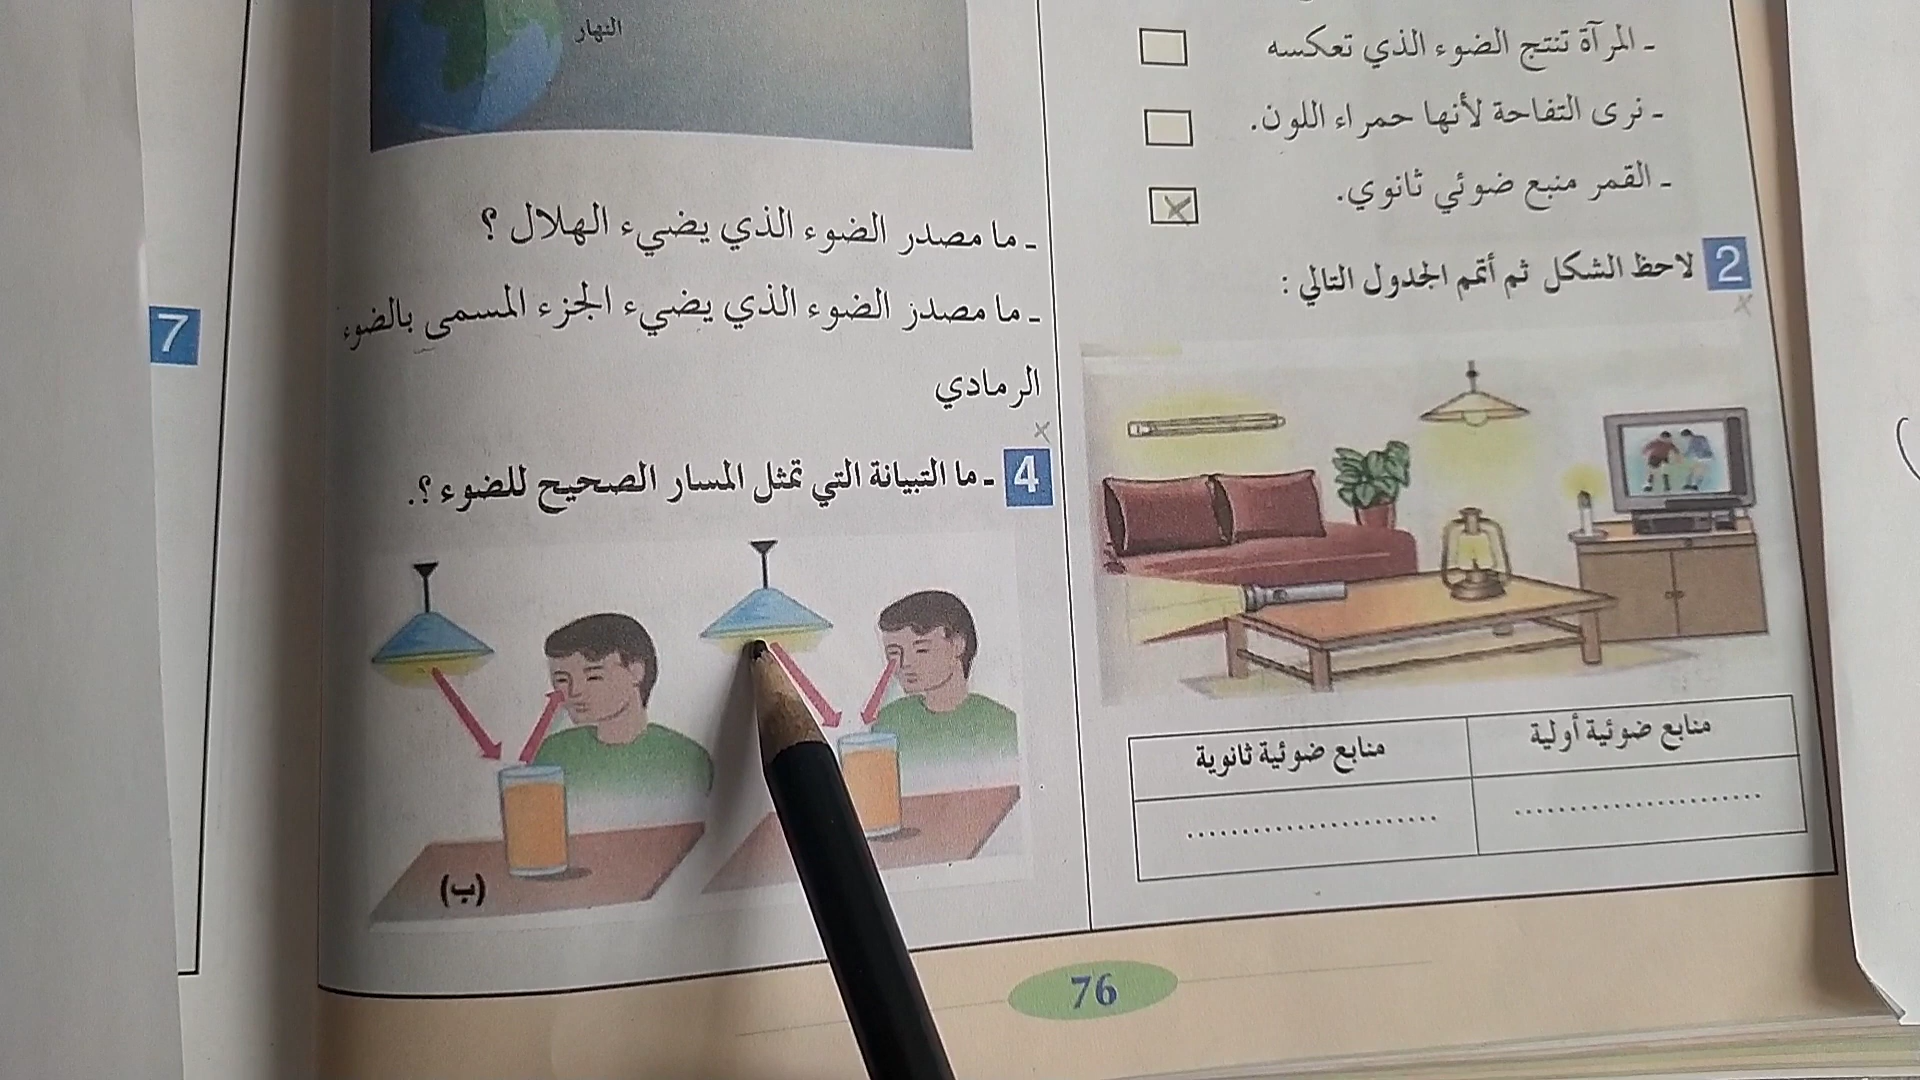 ـ المرآة تنتج الضوء الذي تعكسه
ـ نرى التفاحة لأنها حمراء اللون.
ـ القمر منبع ضوئي ثانوي.
2 لاحظ الشكل ثم أتمم الجدول التالي :
منابع ضوئية أولية
منابع ضوئية ثانوية
......................
......................
النهار
ـ ما مصدر الضوء الذي يضيء الهلال ؟
ـ ما مصدر الضوء الذي يضيء الجزء المسمى بالضوء
الرمادي
4 ـ ما التبيانة التي تمثل المسار الصحيح للضوء ؟.
(ب)
7
76